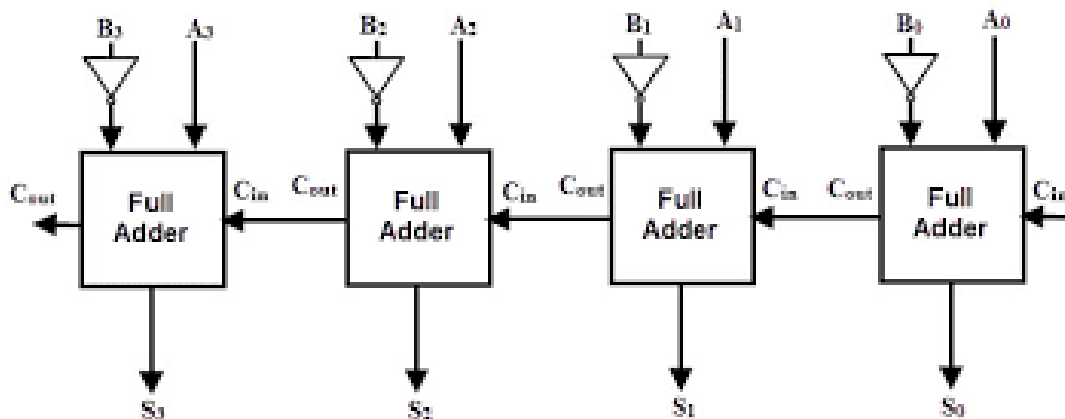 B₃ A₃ B₂ A₂ B₁ A₁ B₀ A₀
Cout Full Adder Cin Cout Full Adder Cin Cout Full Adder Cin Cout Full Adder Cin
S₃ S₂ S₁ S₀